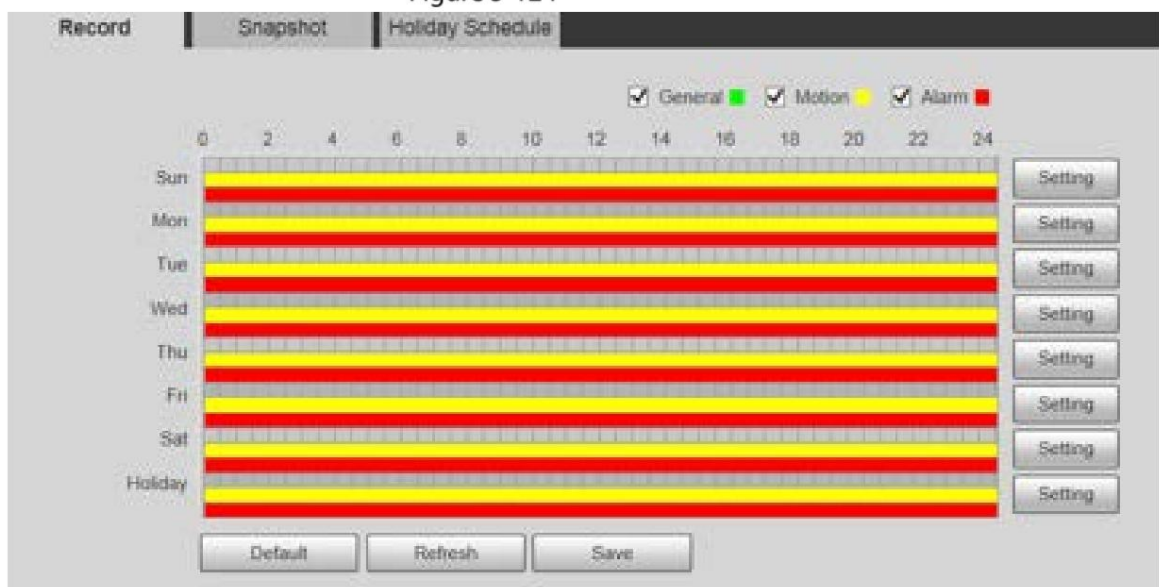 Record Snapshot Holiday Schedule
General Motion Alarm
0 2 4 6 8 10 12 14 16 18 20 22 24
Sun Setting
Mon Setting
Tue Setting
Wed Setting
Thu Setting
Fri Setting
Sat Setting
Holiday Setting
Default Refresh Save